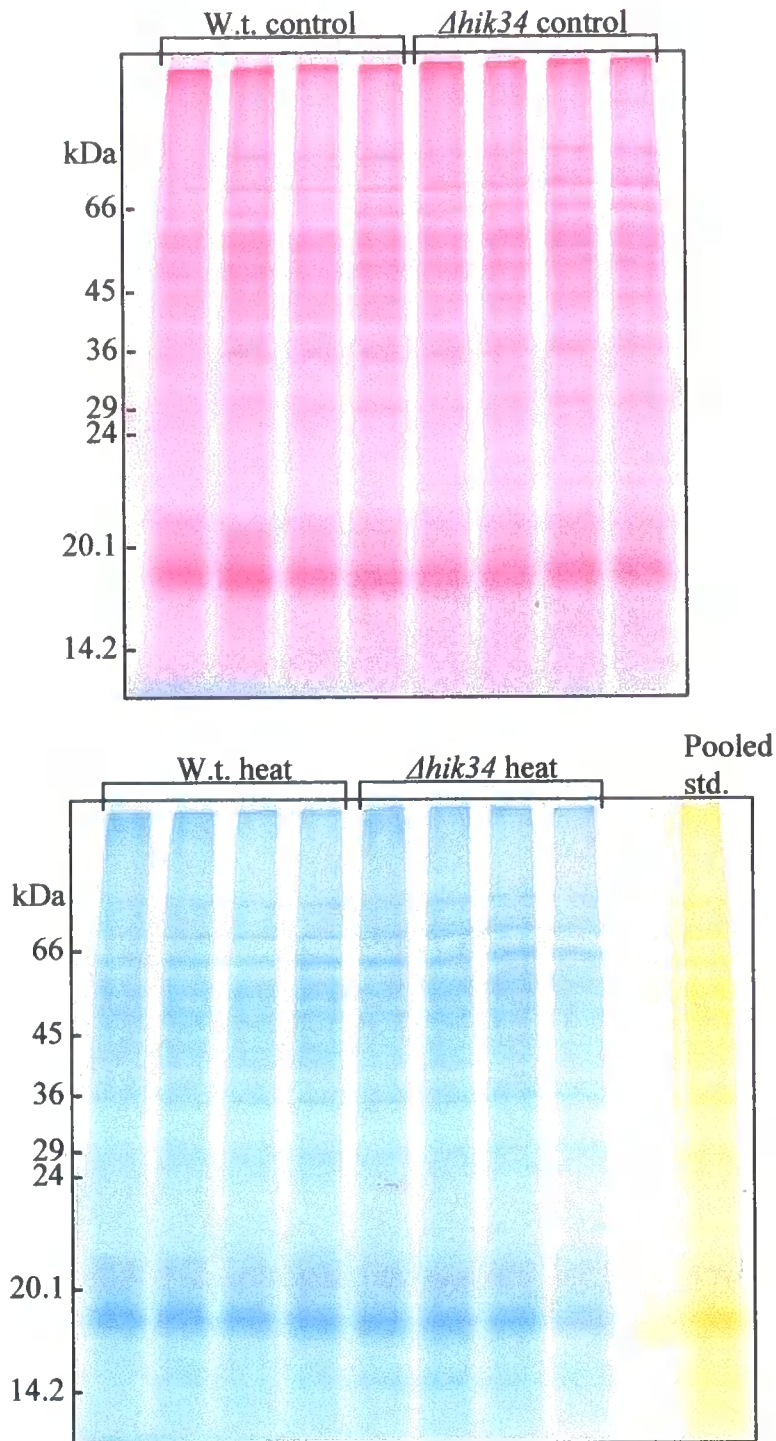 W.t. control Δhik34 control
kDa
66
45
36
29
24
20.1
14.2
Pooled
std.
W.t. heat Δhik34 heat
kDa
66
45
36
29
24
20.1
14.2